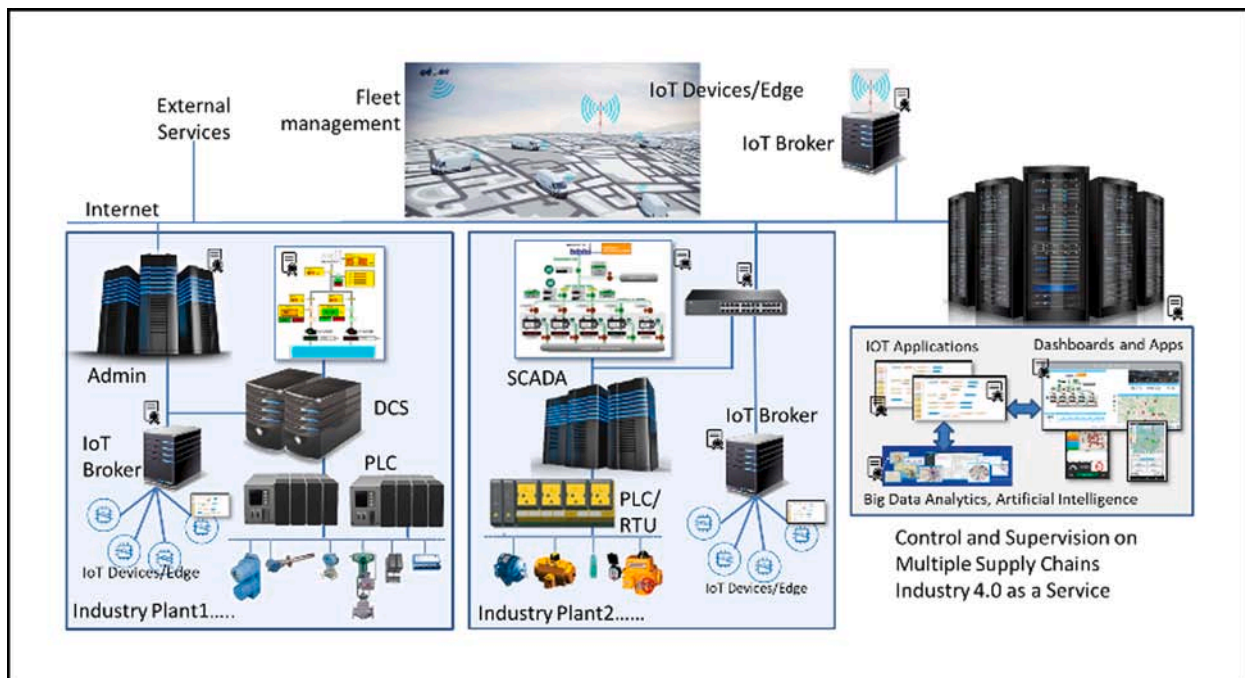 External
Services
Fleet
management
IoT Devices/Edge
IoT Broker
Internet
Admin
DCS
IoT
Broker
PLC
IoT Devices/Edge
Industry Plant1.....
SCADA
IoT Broker
PLC/
RTU
IoT Devices/Edge
Industry Plant2......
IOT Applications
Dashboards and Apps
Big Data Analytics, Artificial Intelligence
Control and Supervision on
Multiple Supply Chains
Industry 4.0 as a Service